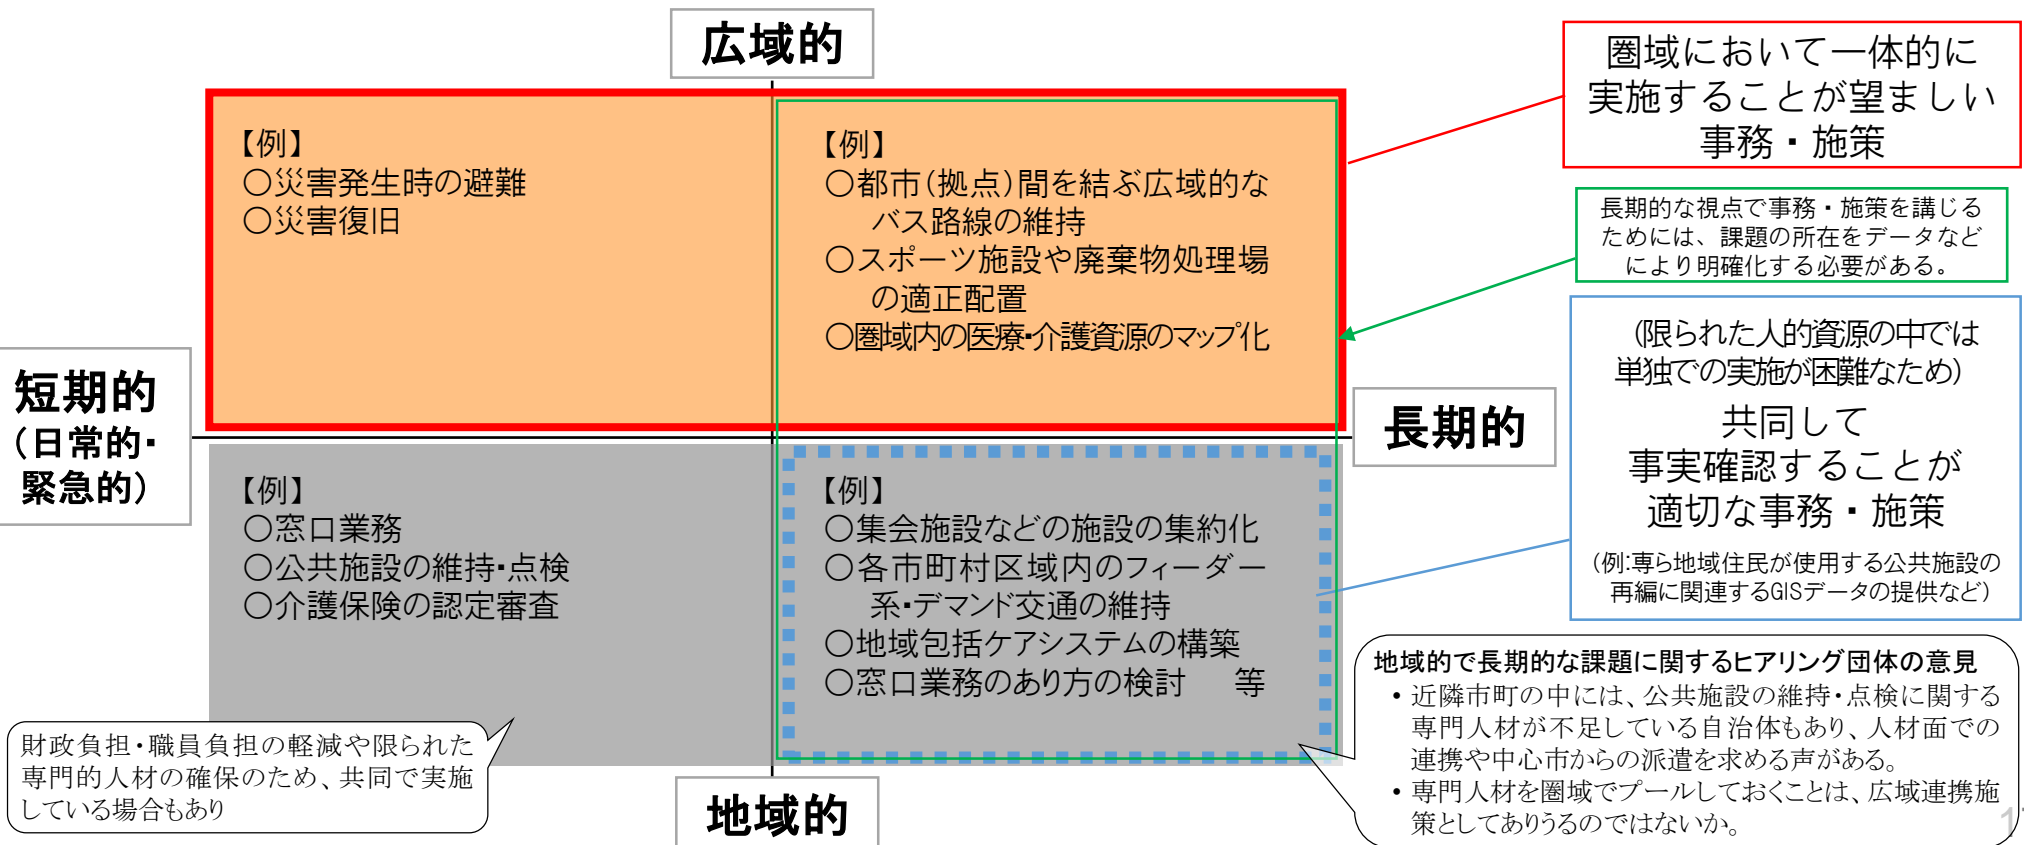 広域的
圏域において一体的に
実施することが望ましい
事務・施策
【例】
○災害発生時の避難
○災害復旧
【例】
○都市(拠点)間を結ぶ広域的な
バス路線の維持
○スポーツ施設や廃棄物処理場
の適正配置
○圏域内の医療・介護資源のマップ化
長期的な視点で事務・施策を講じる
ためには、課題の所在をデータなど
により明確化する必要がある。
短期的
(日常的・
緊急的)
長期的
(限られた人的資源の中では
単独での実施が困難なため)
共同して
事実確認することが
適切な事務・施策
(例:専ら地域住民が使用する公共施設の
再編に関連するGISデータの提供など)
【例】
○窓口業務
○公共施設の維持・点検
○介護保険の認定審査
【例】
○集会施設などの施設の集約化
○各市町村区域内のフィーダー
系・デマンド交通の維持
○地域包括ケアシステムの構築
○窓口業務のあり方の検討 等
財政負担・職員負担の軽減や限られた
専門的人材の確保のため、共同で実施
している場合もあり
地域的で長期的な課題に関するヒアリング団体の意見
• 近隣市町の中には、公共施設の維持・点検に関する
専門人材が不足している自治体もあり、人材面での
連携や中心市からの派遣を求める声がある。
• 専門人材を圏域でプールしておくことは、広域連携施
策としてありうるのではないか。
地域的